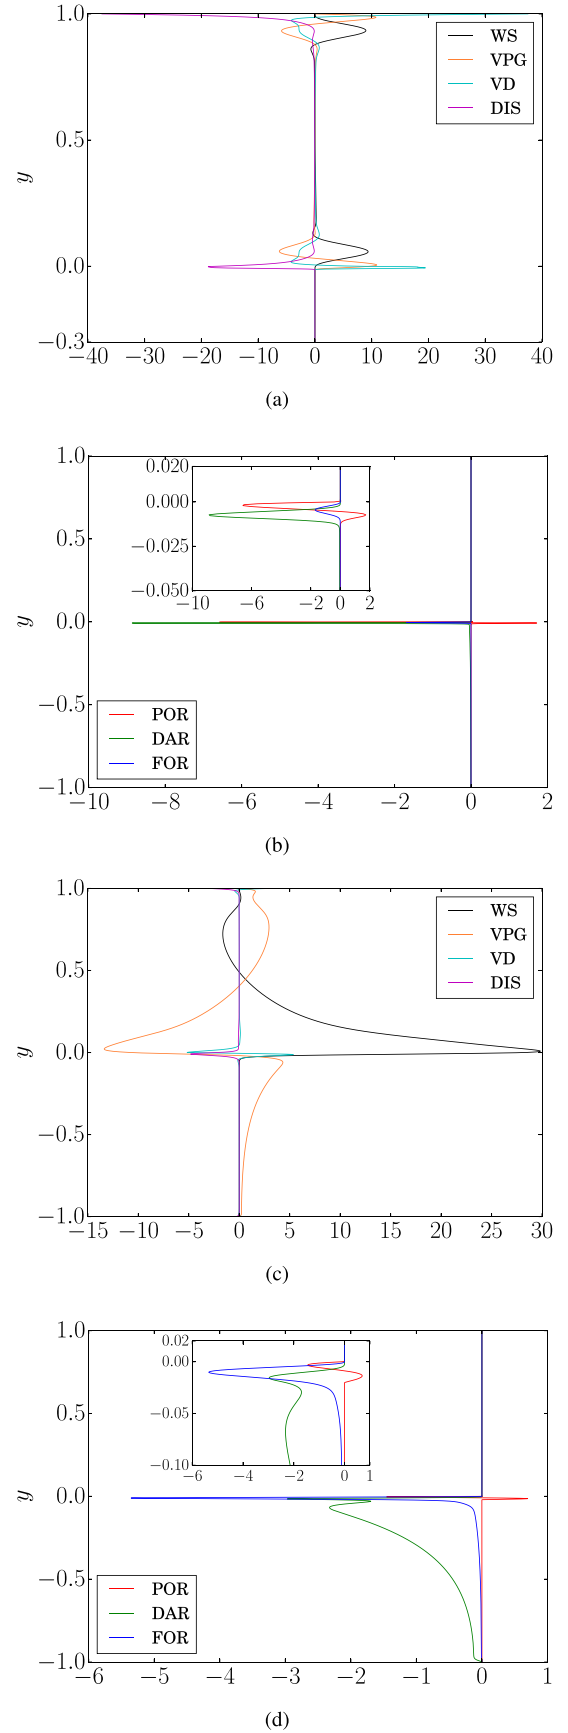 1.0
WS
VPG
VD
DIS
0.5
y
0.0
−0.3
−40 −30 −20 −10 0 10 20 30 40
(a)
1.0
0.020
0.000
−0.025
−0.050
−10 −6 −2 0 2
0.5
y
0.0
−0.5
POR
DAR
FOR
−1.0
−10 −8 −6 −4 −2 0 2
(b)
1.0
WS
VPG
VD
DIS
0.5
y
0.0
−0.5
−1.0
−15 −10 −5 0 5 10 15 20 25 30
(c)
1.0
0.02
0.00
−0.05
−0.10
−6 −4 −2 0 1
0.5
y
0.0
−0.5
POR
DAR
FOR
−1.0
−6 −5 −4 −3 −2 −1 0 1
(d)